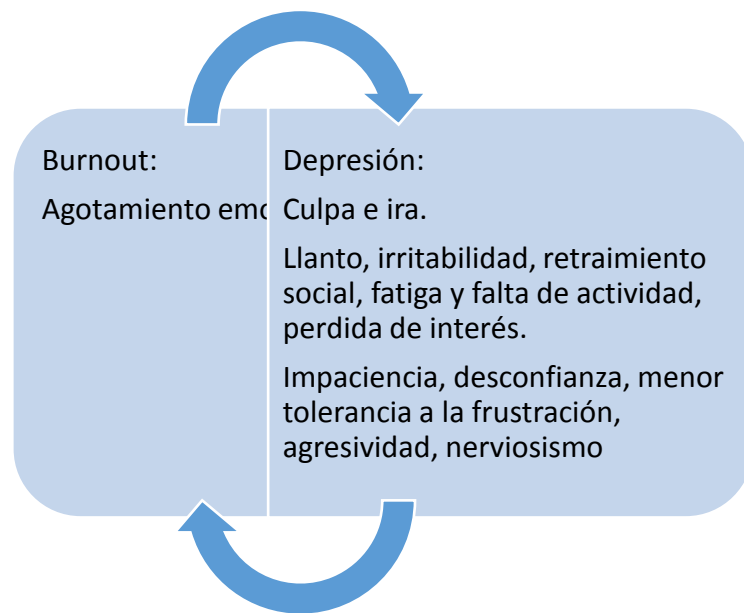 Burnout:
Agotamiento
Depresión:
Culpa e ira.
Llanto, irritabilidad, retraimiento
social, fatiga y falta de actividad,
perdida de interés.
Impaciencia, desconfianza, menor
tolerancia a la frustración,
agresividad, nerviosismo